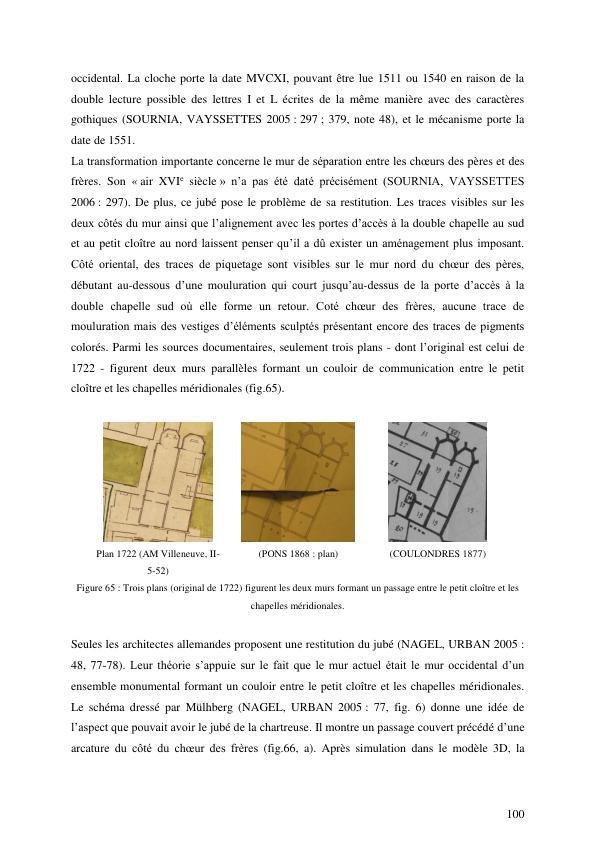 occidental. La cloche porte la date MVCXI, pouvant être lue 1511 ou 1540 en raison de la
double lecture possible des lettres I et L écrites de la même manière avec des caractères
gothiques (SOURNIA, VAYSSETTES 2005 : 297 ; 379, note 48), et le mécanisme porte la
date de 1551.
La transformation importante concerne le mur de séparation entre les chœurs des pères et des
frères. Son « air XVIe siècle » n'a pas été daté précisément (SOURNIA, VAYSSETTES
2006 : 297). De plus, ce jubé pose le problème de sa restitution. Les traces visibles sur les
deux côtés du mur ainsi que l'alignement avec les portes d'accès à la double chapelle au sud
et au petit cloître au nord laissent penser qu'il a dû exister un aménagement plus imposant.
Côté oriental, des traces de piquetage sont visibles sur le mur nord du chœur des pères,
débutant au-dessous d'une mouluration qui court jusqu'au-dessus de la porte d'accès à la
double chapelle sud où elle forme un retour. Coté chœur des frères, aucune trace de
mouluration mais des vestiges d'éléments sculptés présentant encore des traces de pigments
colorés. Parmi les sources documentaires, seulement trois plans - dont l'original est celui de
1722 - figurent deux murs parallèles formant un couloir de communication entre le petit
cloître et les chapelles méridionales (fig.65).
Plan 1722 (AM Villeneuve, II-
5-52)
(PONS 1868 : plan)
(COULONDRES 1877)
Figure 65 : Trois plans (original de 1722) figurent les deux murs formant un passage entre le petit cloître et les
chapelles méridionales.
Seules les architectes allemandes proposent une restitution du jubé (NAGEL, URBAN 2005 :
48, 77-78). Leur théorie s'appuie sur le fait que le mur actuel était le mur occidental d'un
ensemble monumental formant un couloir entre le petit cloître et les chapelles méridionales.
Le schéma dressé par Mülhberg (NAGEL, URBAN 2005 : 77, fig. 6) donne une idée de
l'aspect que pouvait avoir le jubé de la chartreuse. Il montre un passage couvert précédé d'une
arcature du côté du chœur des frères (fig.66, a). Après simulation dans le modèle 3D, la
100